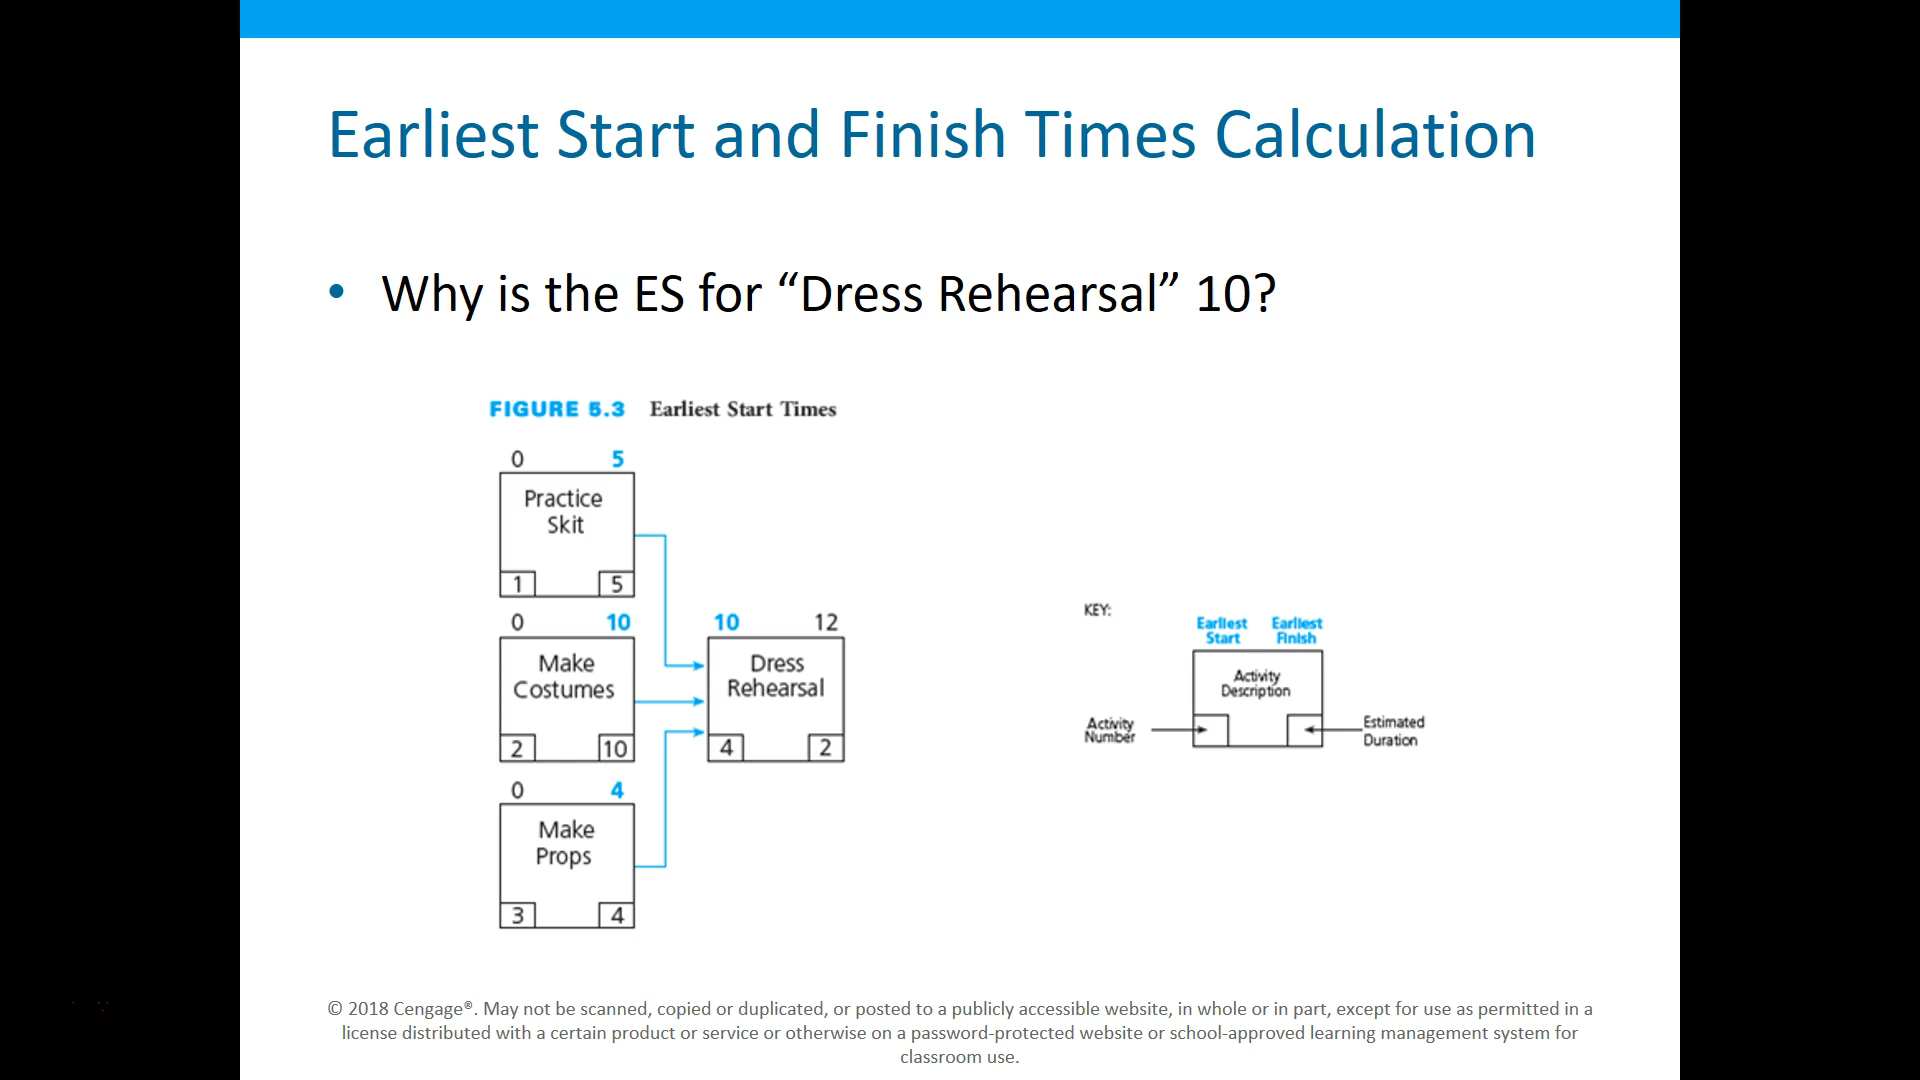 Earliest Start and Finish Times Calculation
• Why is the ES for “Dress Rehearsal” 10?
FIGURE 5.3 Earliest Start Times
0 5
Practice
Skit
1 5
0 10
Make
Costumes
2 10
0 4
Make
Props
3 4
10 12
Dress
Rehearsal
4 2
KEY:
Earliest
Start
Earliest
Finish
Activity
Description
Activity
Number
Estimated
Duration
© 2018 Cengage®. May not be scanned, copied or duplicated, or posted to a publicly accessible website, in whole or in part, except for use as permitted in a
license distributed with a certain product or service or otherwise on a password-protected website or school-approved learning management system for
classroom use.